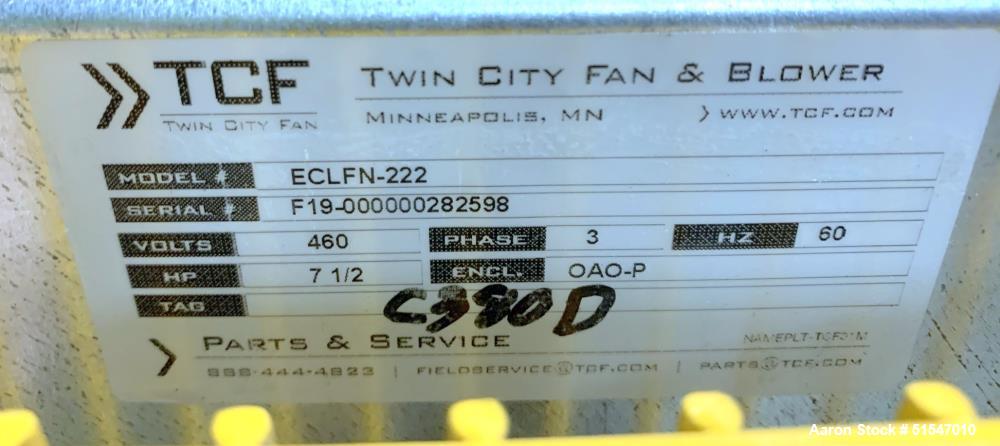 TCF
TWIN CITY FAN
TWIN CITY FAN & BLOWER
MINNEAPOLIS, MN > WWW.TCF.COM
MODEL # ECLFN-222
SERIAL # F19-000000282598
VOLTS 460 PHASE 3 HZ 60
HP 7 1/2 ENCL. OAO-P
TAG C380D
PARTS & SERVICE NAMEPLT-TCF31M
888-444-4823 | FIELDSERVICE@TCF.COM | PARTS@TCF.COM
Aaron Stock # 51547010